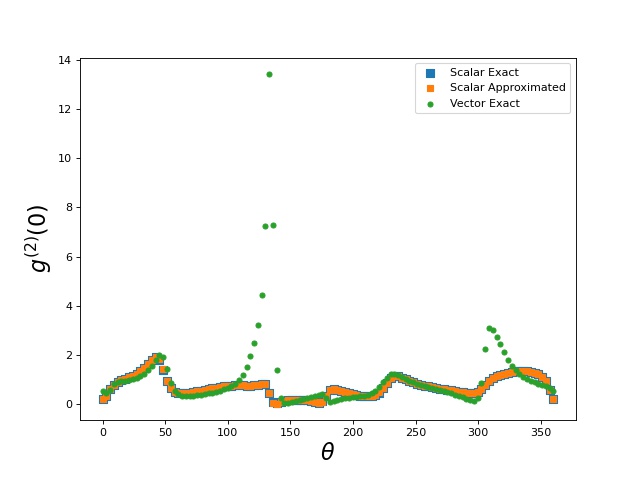 14
12
10
8
6
4
2
0
g^{(2)}(0)
Scalar Exact
Scalar Approximated
Vector Exact
0 50 100 150 200 250 300 350
θ